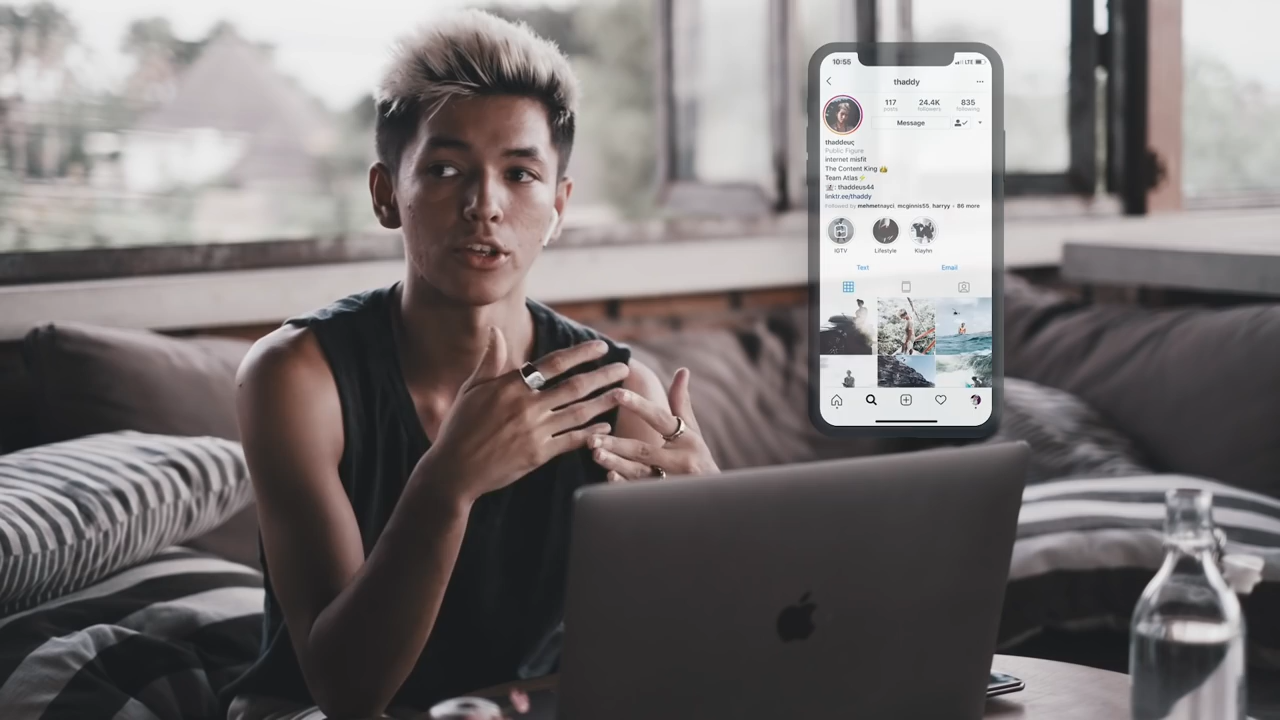 10:55 LTE
thaddy
117 24.4K 835
posts followers following
Message
thaddeuç
Public Figure
internet misfit
The Content King 👑
Team Atlas⚡
: thaddeus44
linktr.ee/thaddy
Followed by mehmetnayci, mcginnis55, harryy + 86 more
IGTV Lifestyle Klayhn
Text Email